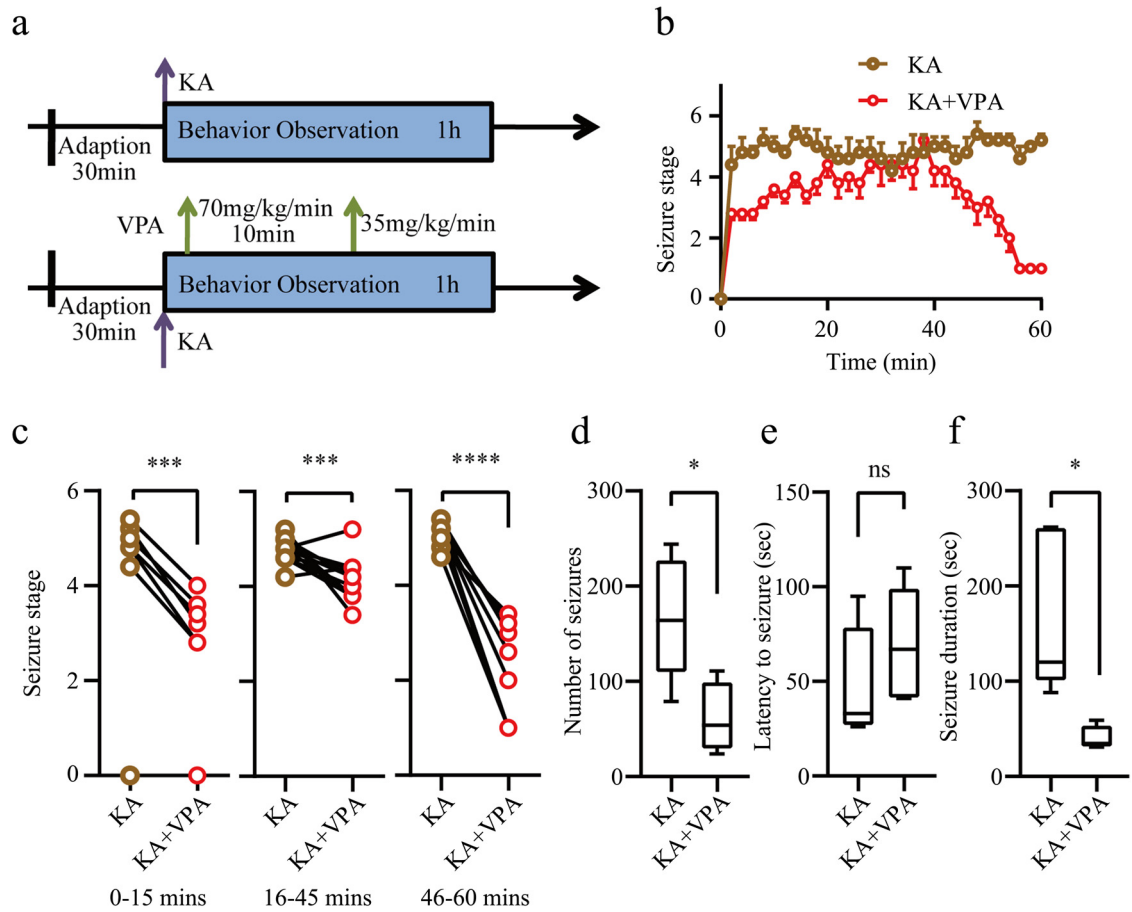 a
KA
Behavior Observation 1h
Adaption
30min
VPA
70mg/kg/min
10min
35mg/kg/min
Behavior Observation 1h
Adaption
30min
KA
b
KA
KA+VPA
Seizure stage
6
4
2
0
0 20 40 60
Time (min)
c
*** *** ****
Seizure stage
6
4
2
0
KA KA+VPA KA KA+VPA KA KA+VPA
0-15 mins 16-45 mins 46-60 mins
d
*
Number of seizures
300
200
100
0
KA KA+VPA
e
ns
Latency to seizure (sec)
150
100
50
0
KA KA+VPA
f
*
Seizure duration (sec)
300
200
100
0
KA KA+VPA